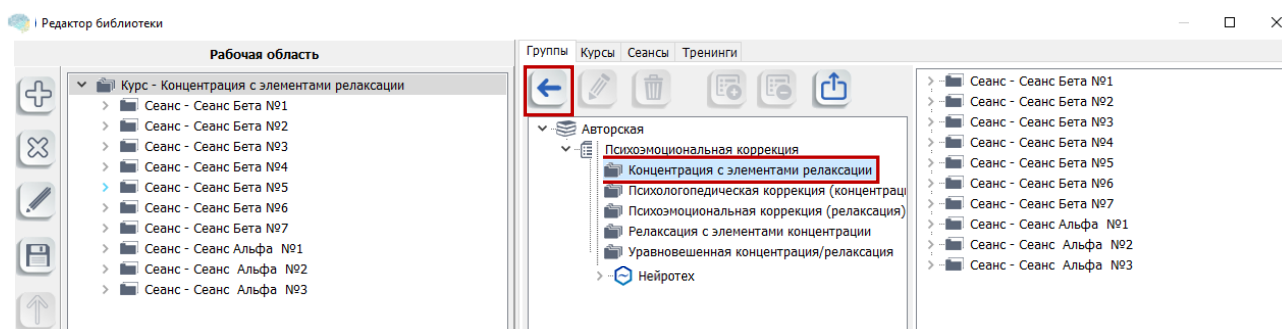 Редактор библиотеки
Рабочая область
Курс - Концентрация с элементами релаксации
Сеанс - Сеанс Бета №1
Сеанс - Сеанс Бета №2
Сеанс - Сеанс Бета №3
Сеанс - Сеанс Бета №4
Сеанс - Сеанс Бета №5
Сеанс - Сеанс Бета №6
Сеанс - Сеанс Бета №7
Сеанс - Сеанс Альфа №1
Сеанс - Сеанс Альфа №2
Сеанс - Сеанс Альфа №3
Группы Курсы Сеансы Тренинги
Авторская
Психоэмоциональная коррекция
Концентрация с элементами релаксации
Психологопедическая коррекция (концентрац
Психоэмоциональная коррекция (релаксация)
Релаксация с элементами концентрации
Уравновешенная концентрация/релаксация
Нейротех
Сеанс - Сеанс Бета №1
Сеанс - Сеанс Бета №2
Сеанс - Сеанс Бета №3
Сеанс - Сеанс Бета №4
Сеанс - Сеанс Бета №5
Сеанс - Сеанс Бета №6
Сеанс - Сеанс Бета №7
Сеанс - Сеанс Альфа №1
Сеанс - Сеанс Альфа №2
Сеанс - Сеанс Альфа №3